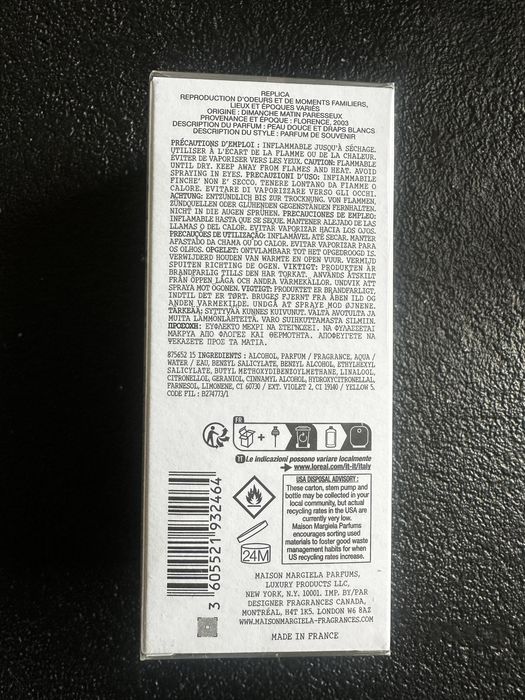 REPLICA
REPRODUCTION D'ODEURS ET DE MOMENTS FAMILIERS,
LIEUX ET ÉPOQUES VARIÉS
ORIGINE : DIMANCHE MATIN PARESSEUX
PROVENANCE ET ÉPOQUE : FLORENCE, 2003
DESCRIPTION DU PARFUM : PEAU DOUCE ET DRAPS BLANCS
DESCRIPTION DU STYLE : PARFUM DE SOUVENIR
PRÉCAUTIONS D'EMPLOI : INFLAMMABLE JUSQU'À SÉCHAGE.
UTILISER À L'ÉCART DE LA FLAMME OU DE LA CHALEUR.
ÉVITER DE VAPORISER VERS LES YEUX. CAUTION: FLAMMABLE
UNTIL DRY. KEEP AWAY FROM FLAMES AND HEAT. AVOID
SPRAYING IN EYES. PRECAUZIONI D'USO: INFIAMMABILE
FINCHE' NON E' SECCO. TENERE LONTANO DA FIAMME O
CALORE. EVITARE DI VAPORIZZARE VERSO GLI OCCHI.
ACHTUNG: ENTZÜNDLICH BIS ZUR TROCKNUNG. VON FLAMMEN,
ZÜNDQUELLEN ODER GLÜHENDER GEGENSTÄNDEN FERNHALTEN.
NICHT IN DIE AUGEN SPRÜHEN. PRECAUCIONES DE EMPLEO:
INFLAMABLE HASTA QUE SE SEQUE. MANTENER ALEJADO DE LAS
LLAMAS O DEL CALOR. EVITAR VAPORIZAR HACIA LOS OJOS.
PRECAUÇÕES DE UTILIZAÇÃO: INFLAMÁVEL ATÉ SECAR. MANTER
AFASTADO DA CHAMA OU DO CALOR. EVITAR VAPORIZAR PARA
OS OLHOS. OPGELET: ONTVLAMBAAR TOT HET OPGEDROOGD IS.
VERWIJDERD HOUDEN VAN WARMTE EN OPEN VUUR. VERMIJD
SPUITEN RICHTING DE OGEN. VIKTIGT: PRODUKTEN ÄR
BRANDFARLIG TILLS DEN HAR TORKAT. ANVÄNDS ÅTSKILT
FRÅN ÖPPEN LÅGA OCH ANDRA VÄRMEKÄLLOR. UNDVIK ATT
SPRAYA MOT ÖGONEN. VIGTIGT: PRODUKTET ER BRANDFARLIGT,
INDTIL DET ER TØRT. BRUGES FJERNT FRA ÅBEN ILD OG
ANDEN VARMEKILDE. UNDGÅ AT SPRAYE MOD ØJNENE.
TÄRKEÄÄ: SYTTYVÄÄ KUNNES KUIVUNUT. VÄLTÄ AVOTULTA JA
MUITA LÄMMÖNLÄHTEITÄ. VARO SUIHKUTTAMASTA SILMIIN.
ΠΡΟΣΟΧΗ: ΕΥΦΛΕΚΤΟ ΜΕΧΡΙ ΝΑ ΣΤΕΓΝΩΣΕΙ. ΝΑ ΦΥΛΑΣΣΕΤΑΙ
ΜΑΚΡΥΑ ΑΠΟ ΦΛΟΓΕΣ ΚΑΙ ΘΕΡΜΟΤΗΤΑ. ΑΠΟΦΕΥΓΕΤΕ ΝΑ
ΨΕΚΑΖΕΤΕ ΠΡΟΣ ΤΑ ΜΑΤΙΑ.
875652 15 INGREDIENTS : ALCOHOL, PARFUM / FRAGRANCE, AQUA /
WATER / EAU, BENZYL SALICYLATE, BENZYL ALCOHOL, ETHYLHEXYL
SALICYLATE, BUTYL METHOXYDIBENZOYLMETHANE, LINALOOL,
CITRONELLOL, GERANIOL, CINNAMYL ALCOHOL, HYDROXYCITRONELLAL,
FARNESOL, LIMONENE, CI 60730 / EXT. VIOLET 2, CI 19140 / YELLOW 5.
CODE FIL : B274773/1
FR
IT Le indicazioni possono variare localmente
www.loreal.com/it-it/italy
USA DISPOSAL ADVISORY :
These carton, stem pump and
bottle may be collected in your
local community, but actual
recycling rates in the USA are
currently very low.
Maison Margiela Parfums
encourages sorting used
materials to foster good waste
management habits for when
US recycling rates increase.
24M
3 605521 932464
MAISON MARGIELA PARFUMS,
LUXURY PRODUCTS LLC,
NEW YORK, N.Y. 10001. IMP. BY/PAR
DESIGNER FRAGRANCES CANADA,
MONTRÉAL, H4T 1K5. LONDON W6 8AZ
WWW.MAISONMARGIELA-FRAGRANCES.COM
MADE IN FRANCE